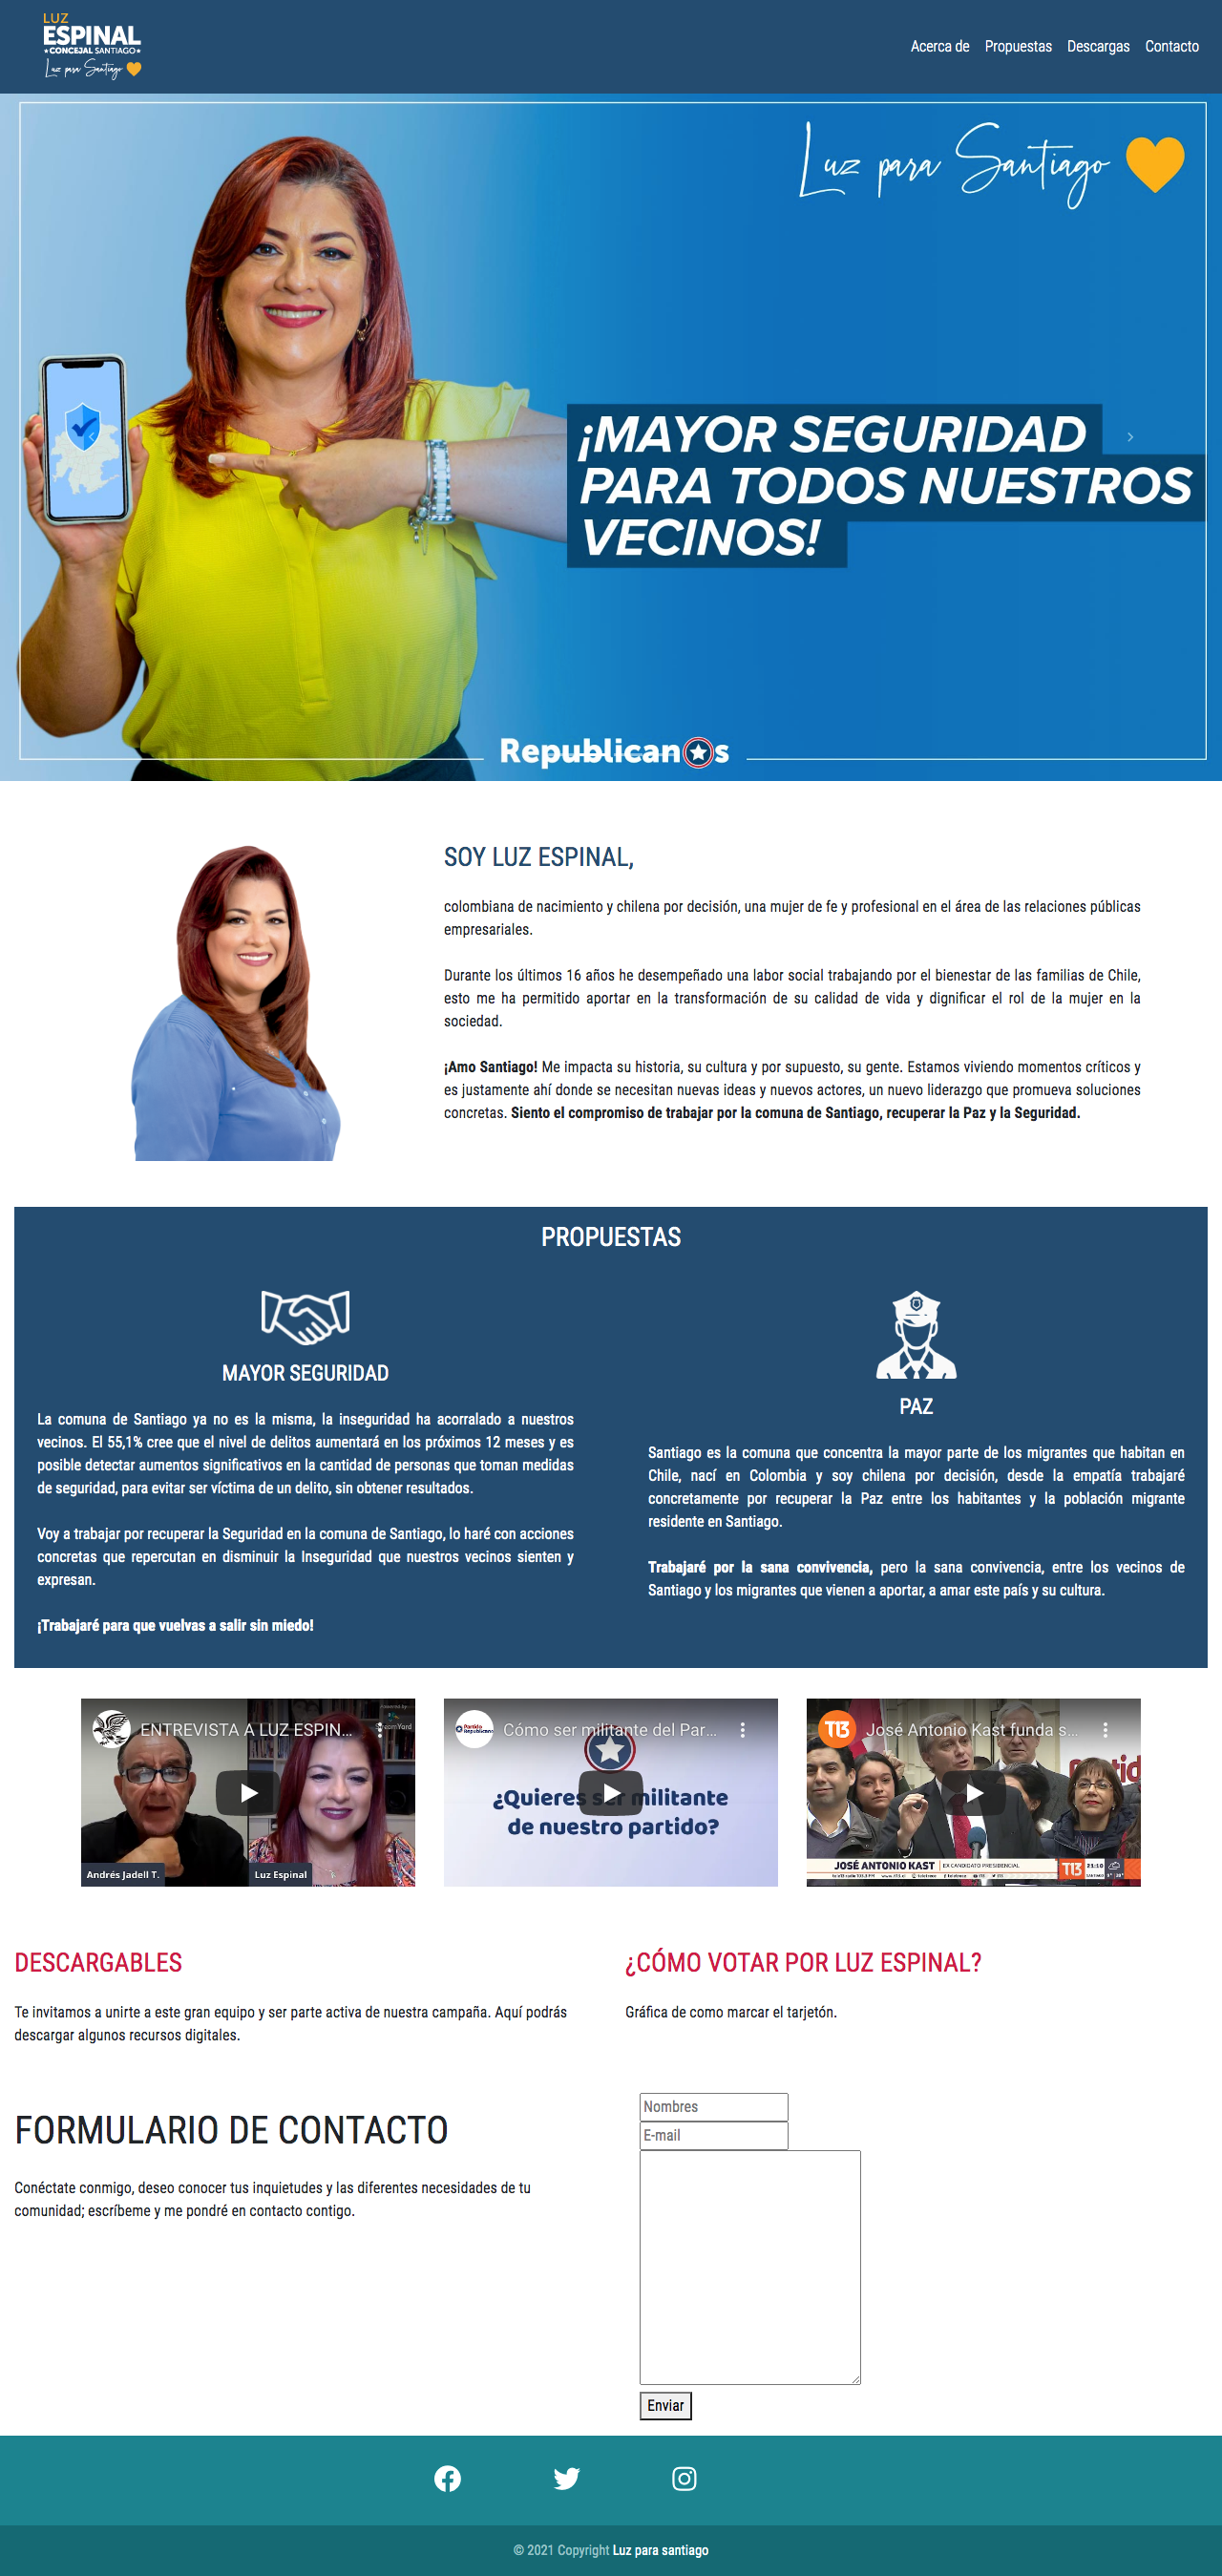 LUZ
ESPINAL
★CONCEJAL SANTIAGO★
Luz para Santiago
Acerca de Propuestas Descargas Contacto
Luz para Santiago
¡MAYOR SEGURIDAD
PARA TODOS NUESTROS
VECINOS!
Republicanos
SOY LUZ ESPINAL,
colombiana de nacimiento y chilena por decisión, una mujer de fe y profesional en el área de las relaciones públicas
empresariales.
Durante los últimos 16 años he desempeñado una labor social trabajando por el bienestar de las familias de Chile,
esto me ha permitido aportar en la transformación de su calidad de vida y dignificar el rol de la mujer en la
sociedad.
¡Amo Santiago! Me impacta su historia, su cultura y por supuesto, su gente. Estamos viviendo momentos críticos y
es justamente ahí donde se necesitan nuevas ideas y nuevos actores, un nuevo liderazgo que promueva soluciones
concretas. Siento el compromiso de trabajar por la comuna de Santiago, recuperar la Paz y la Seguridad.
PROPUESTAS
MAYOR SEGURIDAD
La comuna de Santiago ya no es la misma, la inseguridad ha acorralado a nuestros
vecinos. El 55,1% cree que el nivel de delitos aumentará en los próximos 12 meses y es
posible detectar aumentos significativos en la cantidad de personas que toman medidas
de seguridad, para evitar ser víctima de un delito, sin obtener resultados.
Voy a trabajar por recuperar la Seguridad en la comuna de Santiago, lo haré con acciones
concretas que repercutan en disminuir la Inseguridad que nuestros vecinos sienten y
expresan.
¡Trabajaré para que vuelvas a salir sin miedo!
PAZ
Santiago es la comuna que concentra la mayor parte de los migrantes que habitan en
Chile, nací en Colombia y soy chilena por decisión, desde la empatía trabajaré
concretamente por recuperar la Paz entre los habitantes y la población migrante
residente en Santiago.
Trabajaré por la sana convivencia, pero la sana convivencia, entre los vecinos de
Santiago y los migrantes que vienen a aportar, a amar este país y su cultura.
ENTREVISTA A LUZ ESPIN...
StreamYard
Andrés Jadell T.
Luz Espinal
Partido Republicano
Cómo ser militante del Par...
¿Quieres ser militante
de nuestro partido?
T13
José Antonio Kast funda s...
JOSÉ ANTONIO KAST
EX CANDIDATO PRESIDENCIAL
T13
21:10
DESCARGABLES
Te invitamos a unirte a este gran equipo y ser parte activa de nuestra campaña. Aquí podrás
descargar algunos recursos digitales.
¿CÓMO VOTAR POR LUZ ESPINAL?
Gráfica de como marcar el tarjetón.
FORMULARIO DE CONTACTO
Conéctate conmigo, deseo conocer tus inquietudes y las diferentes necesidades de tu
comunidad; escríbeme y me pondré en contacto contigo.
Nombres
E-mail
Enviar
© 2021 Copyright Luz para santiago